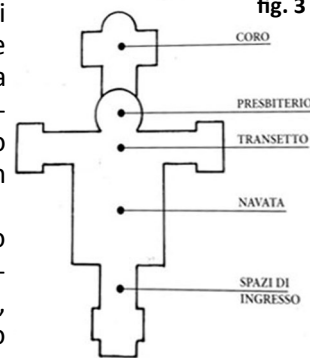 fig. 3
i
e
a
-
o
n
o
-
,
o
CORO
PRESBITERIO
TRANSETTO
NAVATA
SPAZI DI
INGRESSO